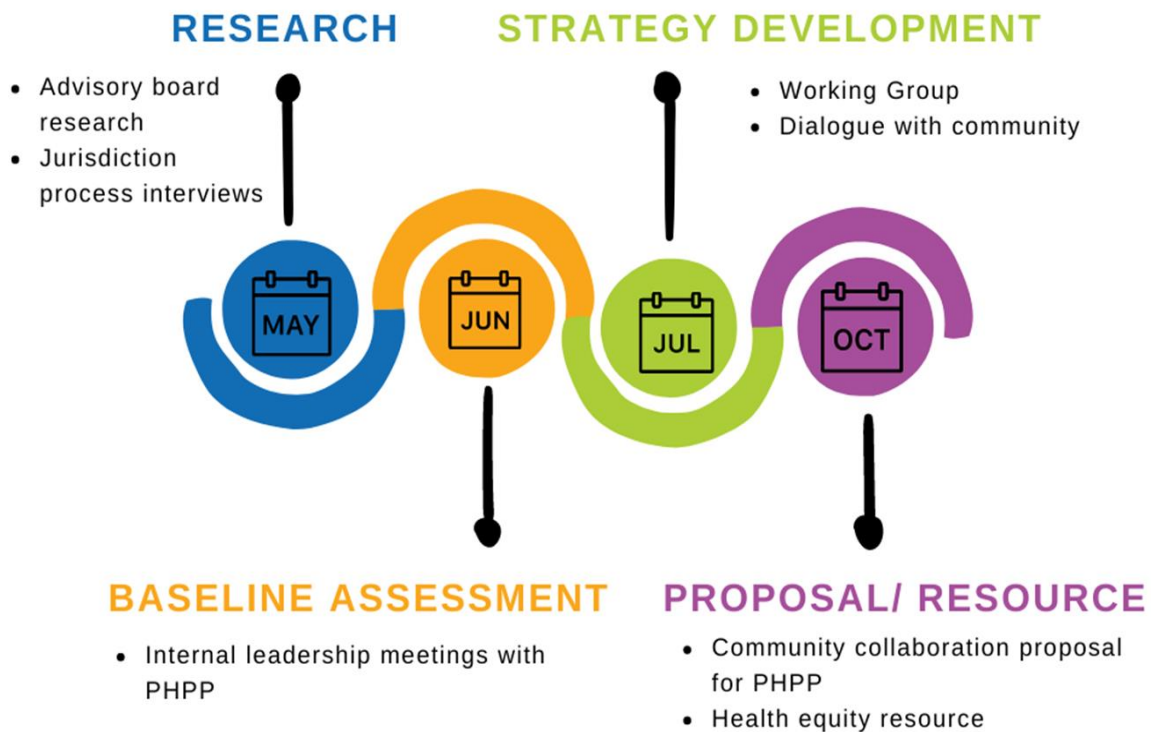 RESEARCH
• Advisory board
research
• Jurisdiction
process interviews
STRATEGY DEVELOPMENT
• Working Group
• Dialogue with community
MAY
JUN
JUL
OCT
BASELINE ASSESSMENT
• Internal leadership meetings with
PHPP
PROPOSAL/ RESOURCE
• Community collaboration proposal
for PHPP
• Health equity resource